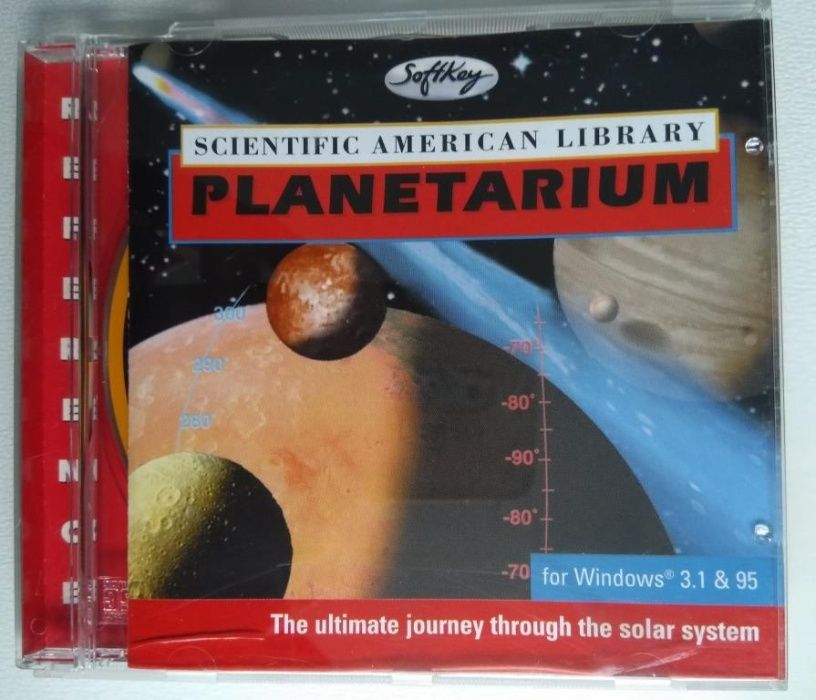 SoftKey
SCIENTIFIC AMERICAN LIBRARY
PLANETARIUM
REFERENCE
300°
290°
280°
-70°
-80°
-90°
-80°
-70
for Windows® 3.1 & 95
The ultimate journey through the solar system